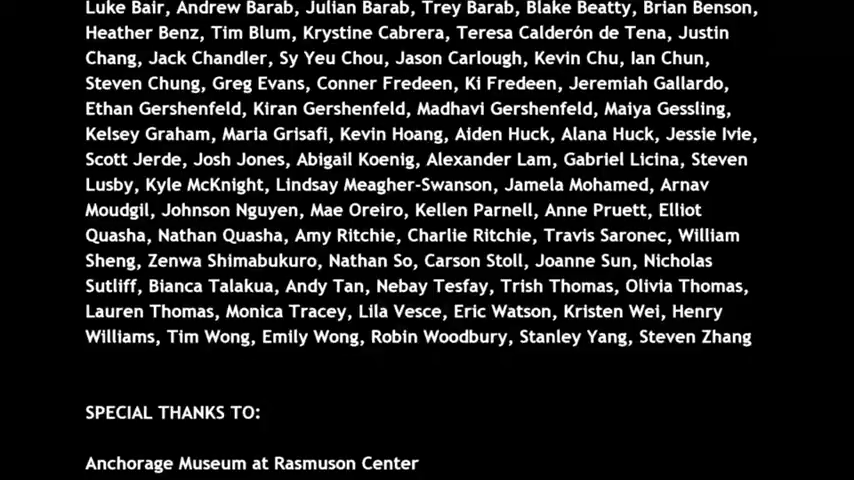 Luke Bair, Andrew Barab, Julian Barab, Trey Barab, Blake Beatty, Brian Benson,
Heather Benz, Tim Blum, Krystine Cabrera, Teresa Calderón de Tena, Justin
Chang, Jack Chandler, Sy Yeu Chou, Jason Carlough, Kevin Chu, Ian Chun,
Steven Chung, Greg Evans, Conner Fredeen, Ki Fredeen, Jeremiah Gallardo,
Ethan Gershenfeld, Kiran Gershenfeld, Madhavi Gershenfeld, Maiya Gessling,
Kelsey Graham, Maria Grisafi, Kevin Hoang, Aiden Huck, Alana Huck, Jessie Ivie,
Scott Jerde, Josh Jones, Abigail Koenig, Alexander Lam, Gabriel Licina, Steven
Lusby, Kyle McKnight, Lindsay Meagher-Swanson, Jamela Mohamed, Arnav
Moudgil, Johnson Nguyen, Mae Oreiro, Kellen Parnell, Anne Pruett, Elliot
Quasha, Nathan Quasha, Amy Ritchie, Charlie Ritchie, Travis Saronec, William
Sheng, Zenwa Shimabukuro, Nathan So, Carson Stoll, Joanne Sun, Nicholas
Sutliff, Bianca Talakua, Andy Tan, Nebay Tesfay, Trish Thomas, Olivia Thomas,
Lauren Thomas, Monica Tracey, Lila Vesce, Eric Watson, Kristen Wei, Henry
Williams, Tim Wong, Emily Wong, Robin Woodbury, Stanley Yang, Steven Zhang
SPECIAL THANKS TO:
Anchorage Museum at Rasmuson Center